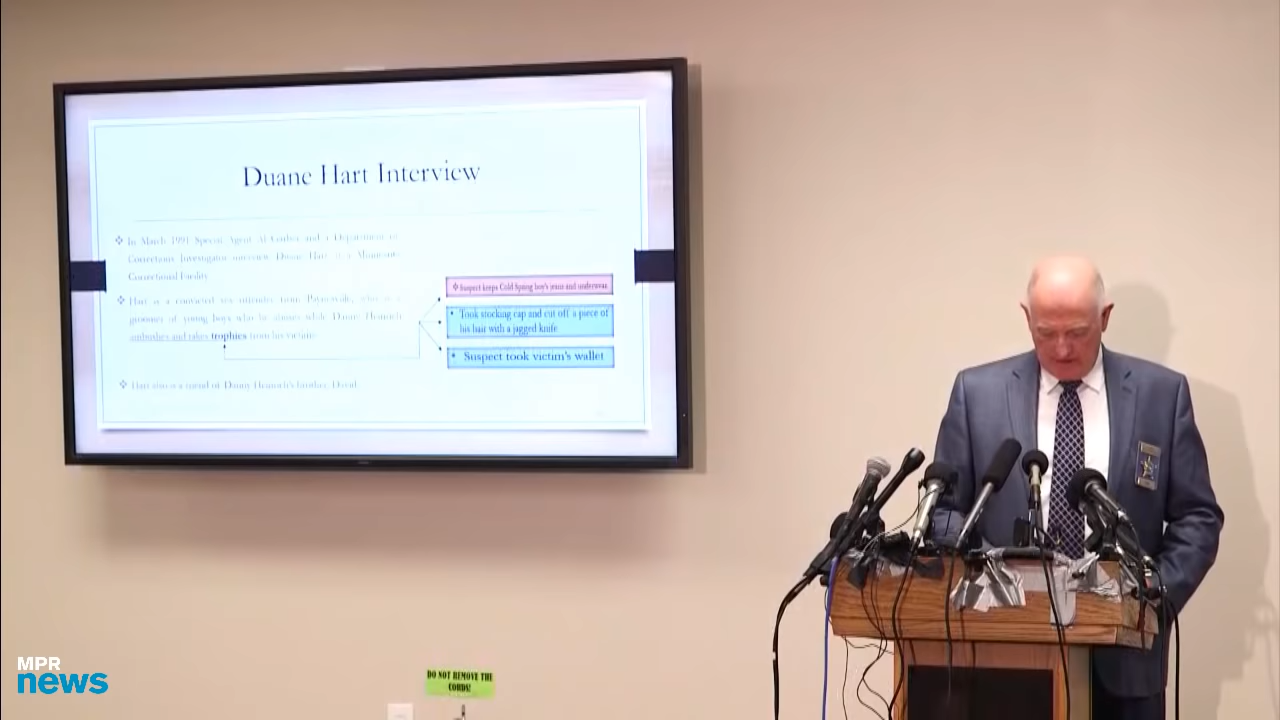 Duane Hart Interview
In March 1991 Special Agent Al Garber and a Department of
Corrections Investigator interview Duane Hart at a Minnesota
Correctional Facility
Hart is a convicted sex offender from Paynesville, who is a
groomer of young boys who he abuses while Danny Heinrich
ambushes and takes trophies from his victims
Hart also is a friend of Danny Heinrich's brother, David
Suspect keeps Cold Spring boy's jeans and underwear
Took stocking cap and cut off a piece of
his hair with a jagged knife
Suspect took victim's wallet
MPR
news
DO NOT REMOVE THE
CORDS!